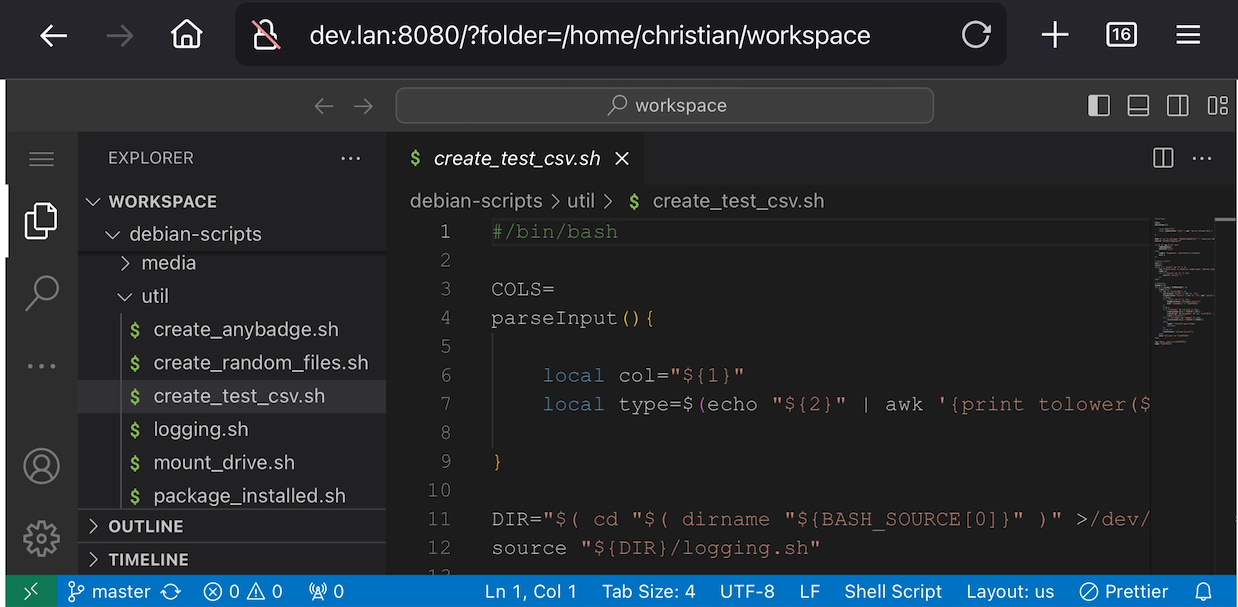 dev.lan:8080/?folder=/home/christian/workspace
16
workspace
EXPLORER
WORKSPACE
debian-scripts
media
util
$ create_anybadge.sh
$ create_random_files.sh
$ create_test_csv.sh
$ logging.sh
$ mount_drive.sh
$ package_installed.sh
OUTLINE
TIMELINE
$ create_test_csv.sh
debian-scripts > util > $ create_test_csv.sh
1 #/bin/bash
2
3 COLS=
4 parseInput(){
5
6 local col="${1}"
7 local type=$(echo "${2}" | awk '{print tolower($
8
9 }
10
11 DIR="$( cd "$( dirname "${BASH_SOURCE[0]}" )" >/dev/
12 source "${DIR}/logging.sh"
master 0 0 0 Ln 1, Col 1 Tab Size: 4 UTF-8 LF Shell Script Layout: us Prettier